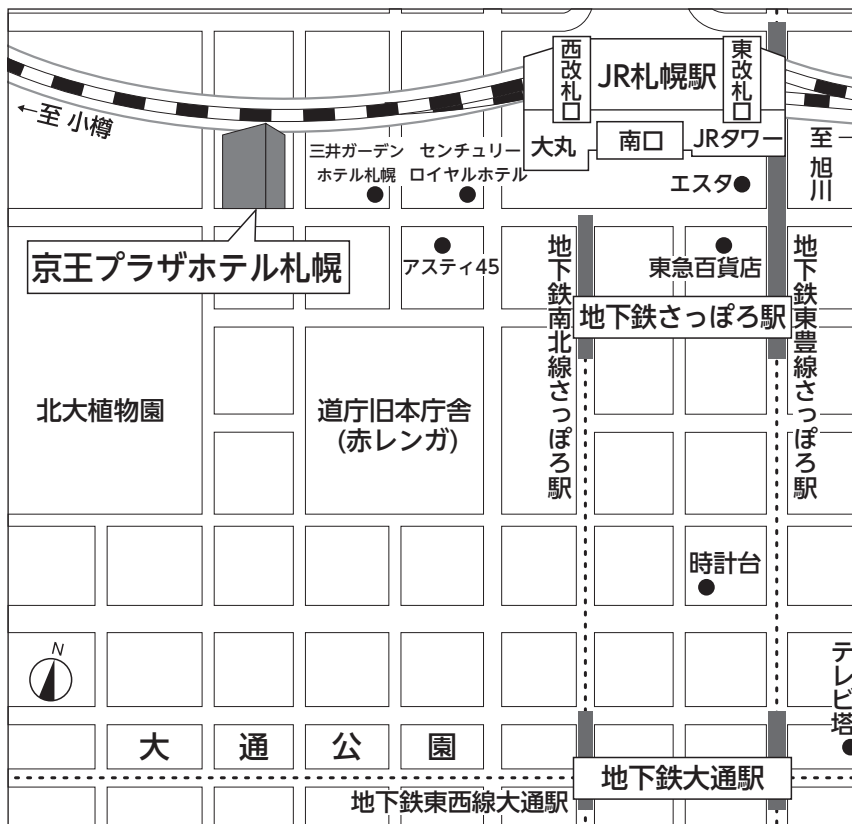 西改札口
JR札幌駅
東改札口
←至 小樽
大丸
南口
JRタワー
至 旭川
三井ガーデン
ホテル札幌
センチュリー
ロイヤルホテル
エスタ
京王プラザホテル札幌
アスティ45
地下鉄南北線さっぽろ駅
東急百貨店
地下鉄東豊線さっぽろ駅
地下鉄さっぽろ駅
北大植物園
道庁旧本庁舎
(赤レンガ)
時計台
N
テレビ塔
大通公園
地下鉄大通駅
地下鉄東西線大通駅